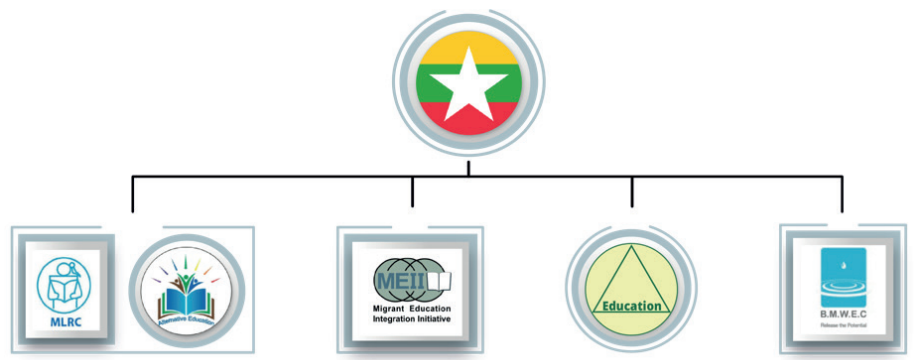 MLRC
Alternative Education
MEII
Migrant Education
Integration Initiative
Education
B.M.W.E.C
Release the Potential